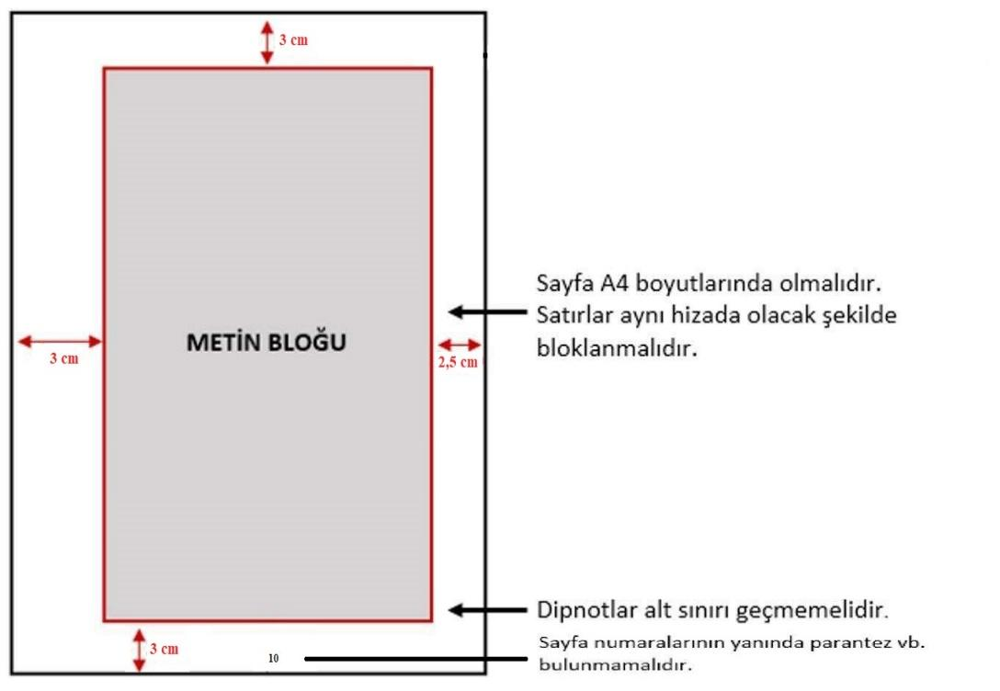 3 cm
Sayfa A4 boyutlarında olmalıdır.
Satırlar aynı hizada olacak şekilde
bloklanmalıdır.
METİN BLOĞU
3 cm
2,5 cm
Dipnotlar alt sınırı geçmemelidir.
3 cm
10
Sayfa numaralarının yanında parantez vb.
bulunmamalıdır.